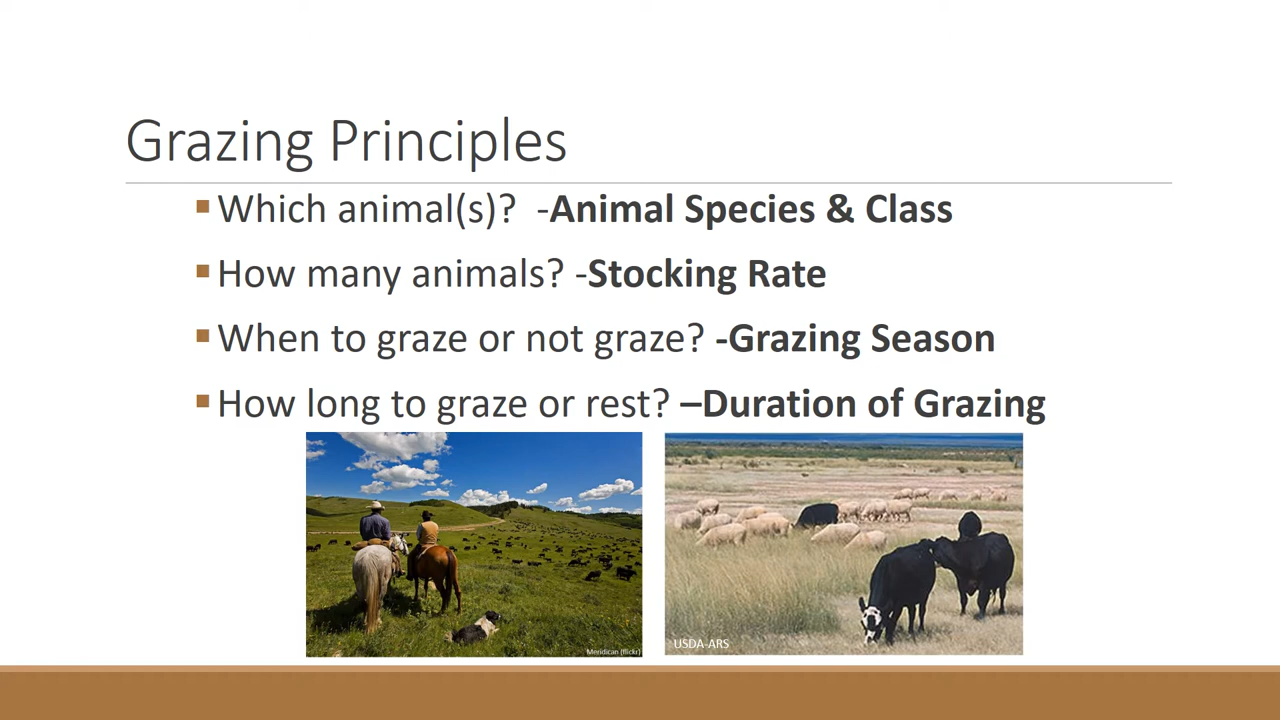 Grazing Principles
Which animal(s)?  -Animal Species & Class
How many animals? -Stocking Rate
When to graze or not graze? -Grazing Season
How long to graze or rest? –Duration of Grazing
Meridican (flickr)
USDA-ARS